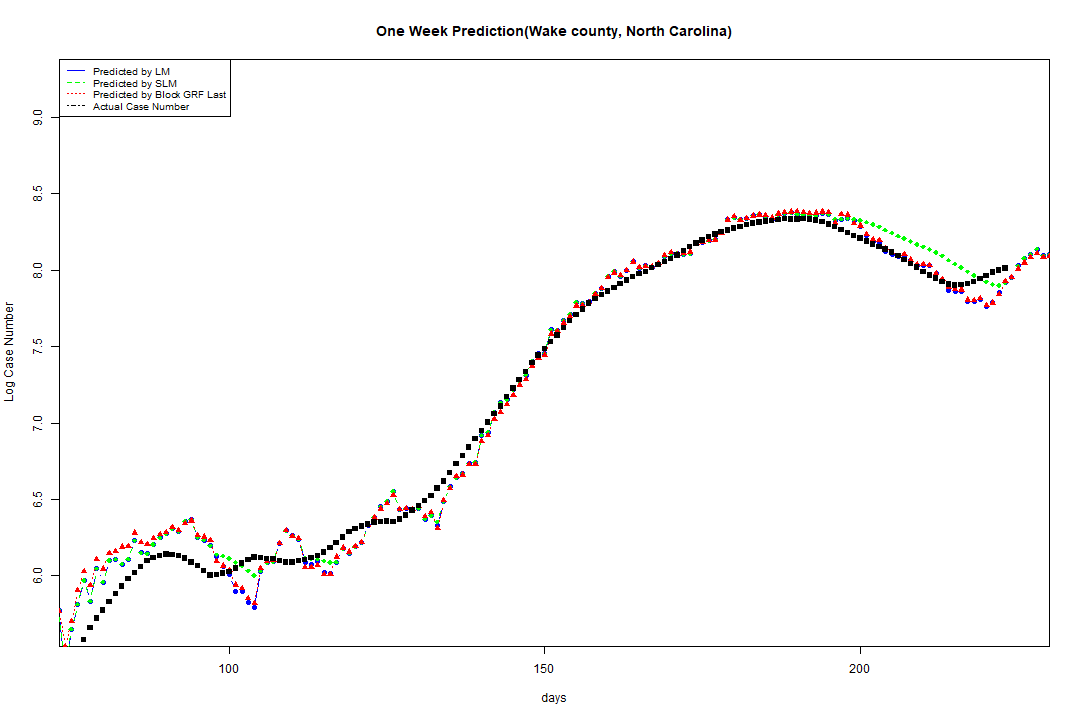 One Week Prediction(Wake county, North Carolina)
Predicted by LM
Predicted by SLM
Predicted by Block GRF Last
Actual Case Number
Log Case Number
9.0
8.5
8.0
7.5
7.0
6.5
6.0
100
150
200
days